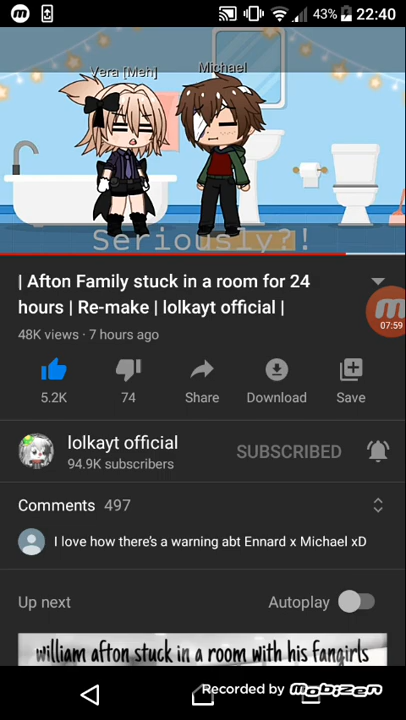 43% 22:40
Vera [Meh] Michael
Seriously?!
| Afton Family stuck in a room for 24
hours | Re-make | lolkayt official |
48K views · 7 hours ago
07:59
5.2K 74 Share Download Save
lolkayt official
94.9K subscribers
SUBSCRIBED
Comments 497
I love how there's a warning abt Ennard x Michael xD
Up next Autoplay
william afton stuck in a room with his fangirls
Recorded by MOBIZEN